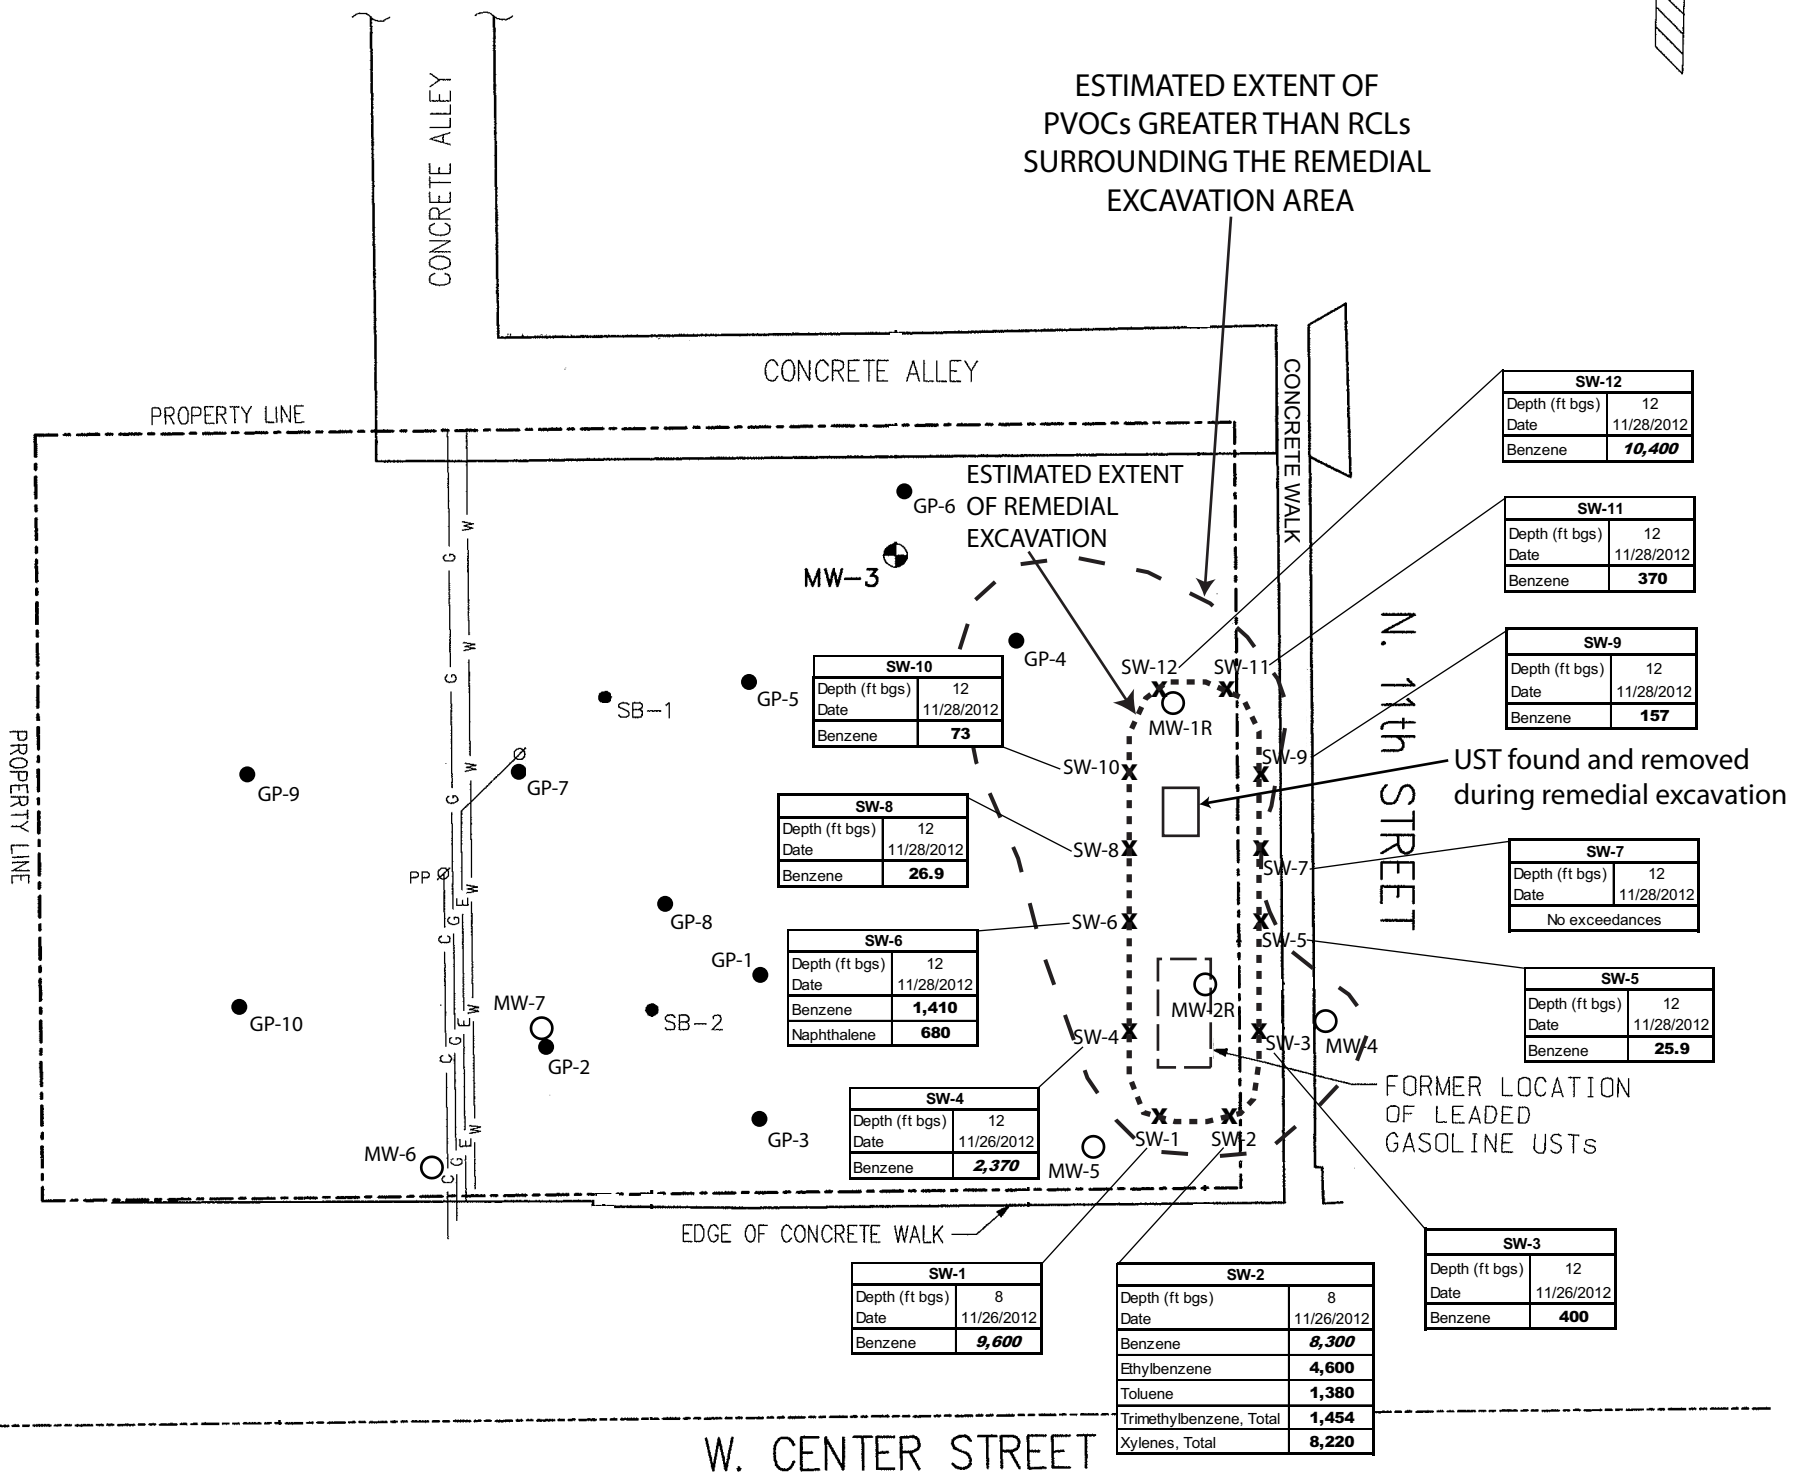 ESTIMATED EXTENT OF
PVOCs GREATER THAN RCLs
SURROUNDING THE REMEDIAL
EXCAVATION AREA
CONCRETE ALLEY
CONCRETE ALLEY
CONCRETE WALK
PROPERTY LINE
PROPERTY LINE
ESTIMATED EXTENT
OF REMEDIAL
EXCAVATION
GP-6
MW-3
GP-4
GP-5
SB-1
GP-7
GP-9
PP
GP-8
GP-1
GP-10
MW-7
GP-2
SB-2
GP-3
MW-6
MW-5
G G G G G G G
W W W W W W W
C C C
E E E
SW-12
SW-11
MW-1R
SW-10
SW-9
SW-8
SW-7
SW-6
SW-5
MW-2R
SW-4
SW-3
MW-4
SW-1
SW-2
X X X X X X X X X X X X
N. 11th STREET
UST found and removed
during remedial excavation
FORMER LOCATION
OF LEADED
GASOLINE USTs
EDGE OF CONCRETE WALK
W. CENTER STREET
SW-12
Depth (ft bgs) 12
Date 11/28/2012
Benzene 10,400
SW-11
Depth (ft bgs) 12
Date 11/28/2012
Benzene 370
SW-9
Depth (ft bgs) 12
Date 11/28/2012
Benzene 157
SW-7
Depth (ft bgs) 12
Date 11/28/2012
No exceedances
SW-5
Depth (ft bgs) 12
Date 11/28/2012
Benzene 25.9
SW-3
Depth (ft bgs) 12
Date 11/26/2012
Benzene 400
SW-10
Depth (ft bgs) 12
Date 11/28/2012
Benzene 73
SW-8
Depth (ft bgs) 12
Date 11/28/2012
Benzene 26.9
SW-6
Depth (ft bgs) 12
Date 11/28/2012
Benzene 1,410
Naphthalene 680
SW-4
Depth (ft bgs) 12
Date 11/26/2012
Benzene 2,370
SW-1
Depth (ft bgs) 8
Date 11/26/2012
Benzene 9,600
SW-2
Depth (ft bgs) 8
Date 11/26/2012
Benzene 8,300
Ethylbenzene 4,600
Toluene 1,380
Trimethylbenzene, Total 1,454
Xylenes, Total 8,220